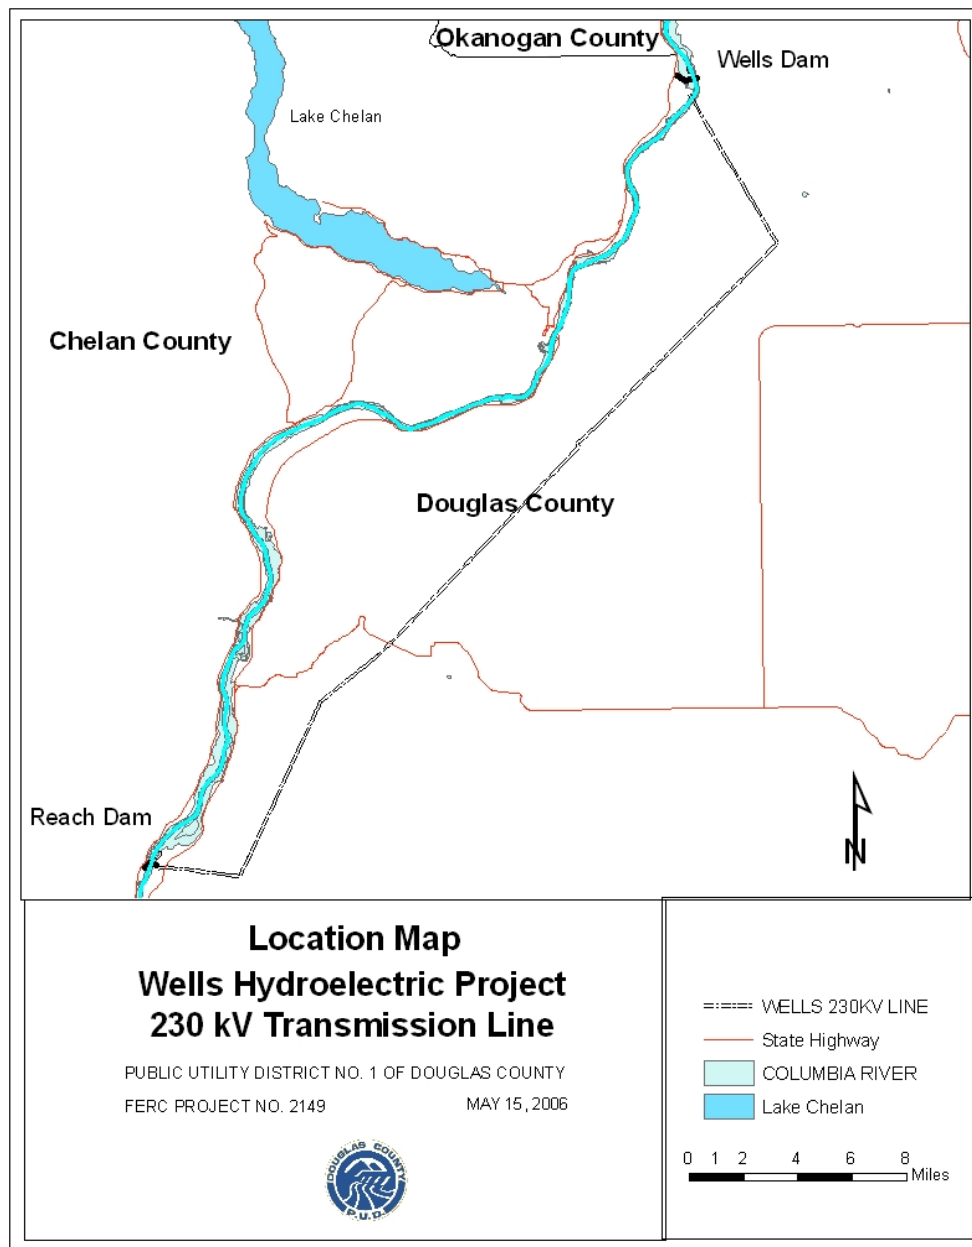 Okanogan County
Wells Dam
Lake Chelan
Chelan County
Douglas County
Reach Dam
N
Location Map
Wells Hydroelectric Project
230 kV Transmission Line
PUBLIC UTILITY DISTRICT NO. 1 OF DOUGLAS COUNTY
FERC PROJECT NO. 2149 MAY 15, 2006
DOUGLAS COUNTY
P.U.D.
WELLS 230KV LINE
State Highway
COLUMBIA RIVER
Lake Chelan
0 1 2 4 6 8
Miles